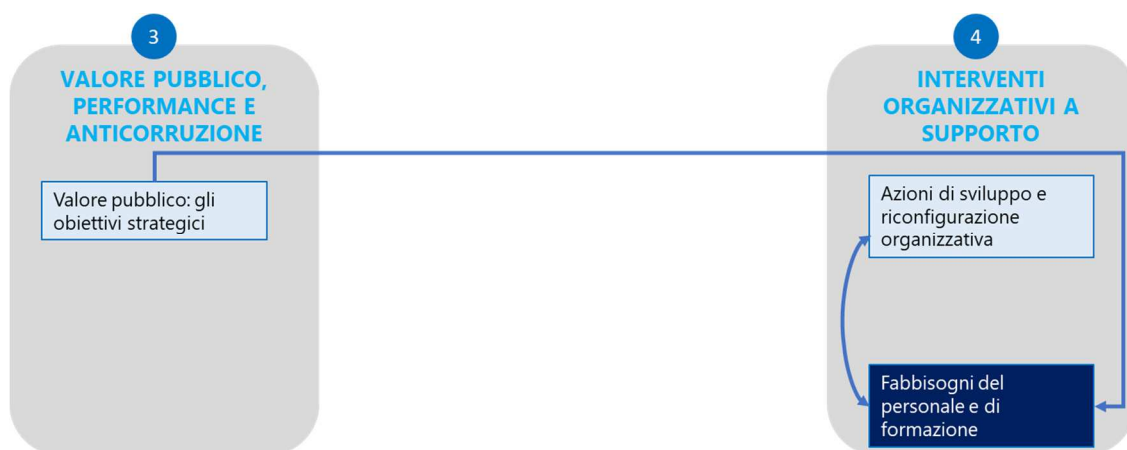 3
VALORE PUBBLICO,
PERFORMANCE E
ANTICORRUZIONE
Valore pubblico: gli
obiettivi strategici
4
INTERVENTI
ORGANIZZATIVI A
SUPPORTO
Azioni di sviluppo e
riconfigurazione
organizzativa
Fabbisogni del
personale e di
formazione